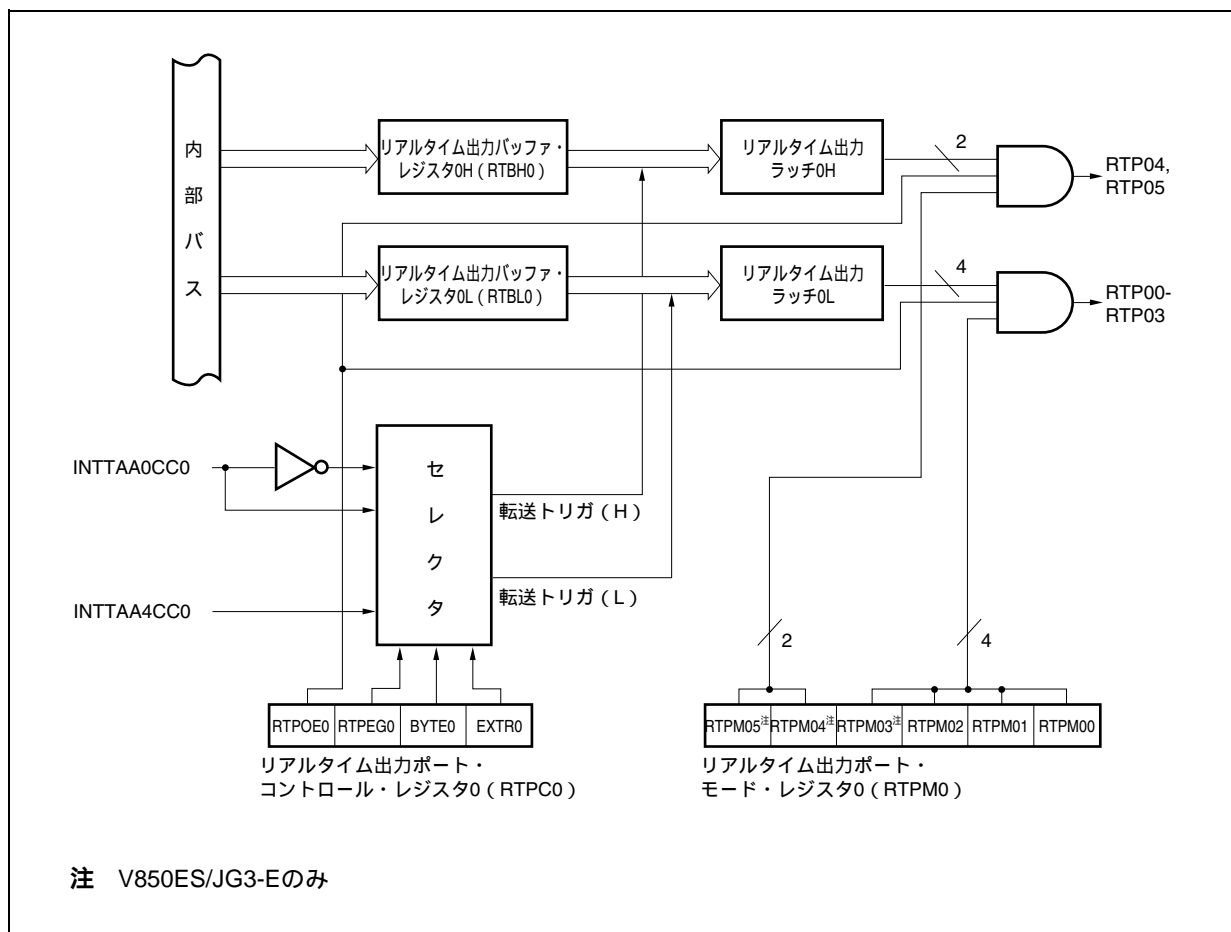 内部バス
リアルタイム出力バッファ・
レジスタ0H(RTBH0)
リアルタイム出力
ラッチ0H
2
RTP04,
RTP05
リアルタイム出力バッファ・
レジスタ0L(RTBL0)
リアルタイム出力
ラッチ0L
4
RTP00-
RTP03
INTTAA0CC0
INTTAA4CC0
セレクタ
転送トリガ(H)
転送トリガ(L)
2
4
RTPOE0 RTPEG0 BYTE0 EXTR0
リアルタイム出力ポート・
コントロール・レジスタ0(RTPC0)
RTPM05注 RTPM04注 RTPM03注 RTPM02 RTPM01 RTPM00
リアルタイム出力ポート・
モード・レジスタ0(RTPM0)
注 V850ES/JG3-Eのみ